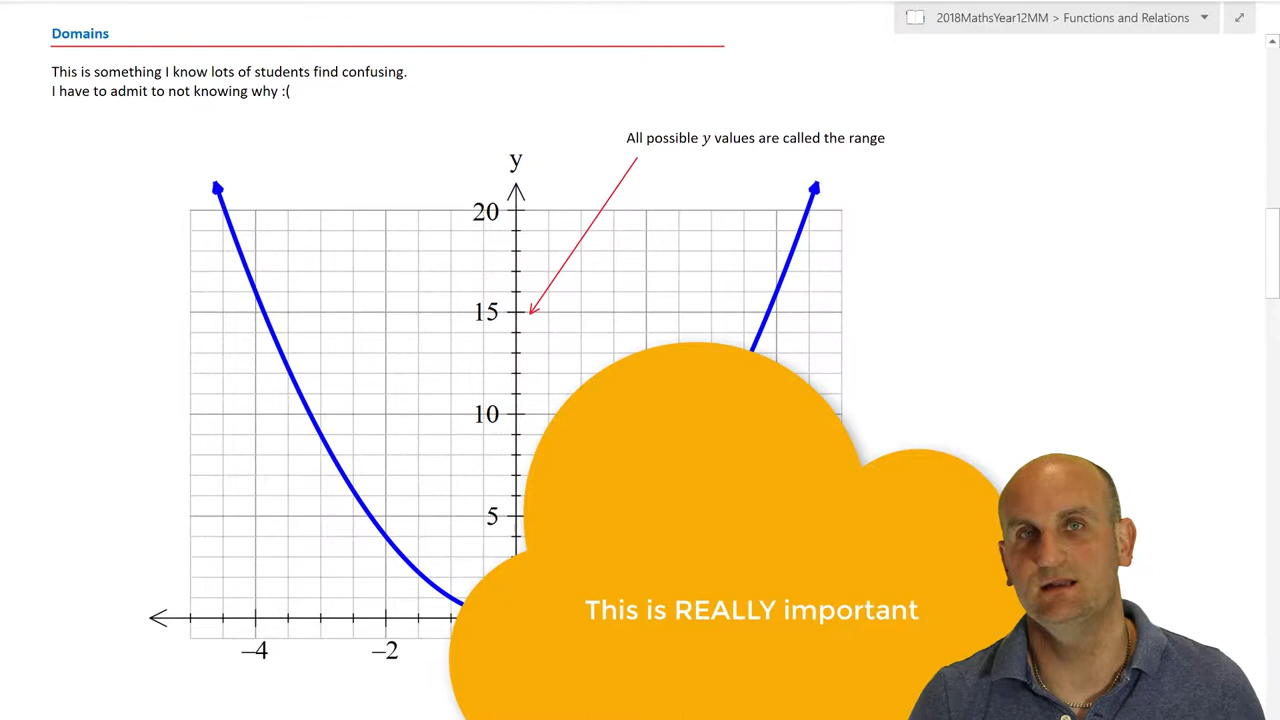 2018MathsYear12MM > Functions and Relations
Domains
This is something I know lots of students find confusing.
I have to admit to not knowing why :(
All possible y values are called the range
y
20
15
10
5
–4
–2
This is REALLY important